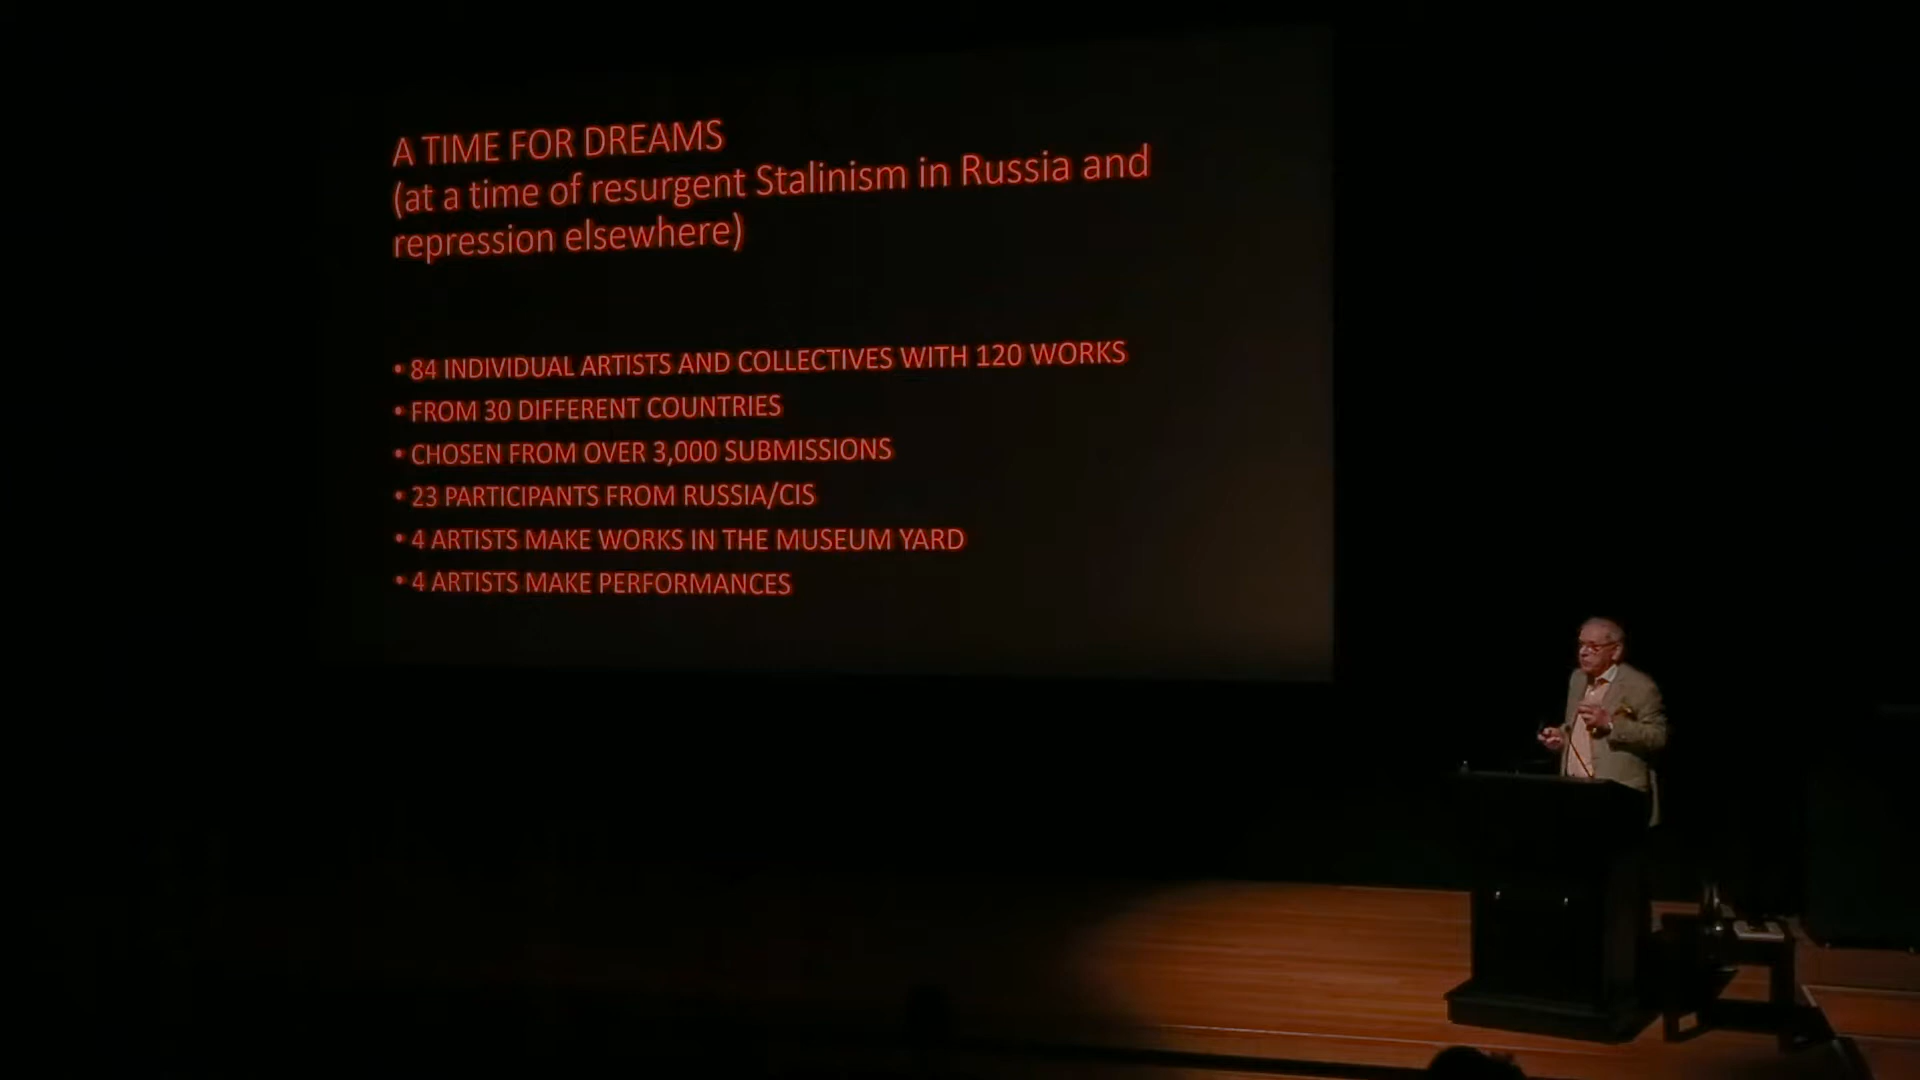 A TIME FOR DREAMS
(at a time of resurgent Stalinism in Russia and
repression elsewhere)
• 84 INDIVIDUAL ARTISTS AND COLLECTIVES WITH 120 WORKS
• FROM 30 DIFFERENT COUNTRIES
• CHOSEN FROM OVER 3,000 SUBMISSIONS
• 23 PARTICIPANTS FROM RUSSIA/CIS
• 4 ARTISTS MAKE WORKS IN THE MUSEUM YARD
• 4 ARTISTS MAKE PERFORMANCES